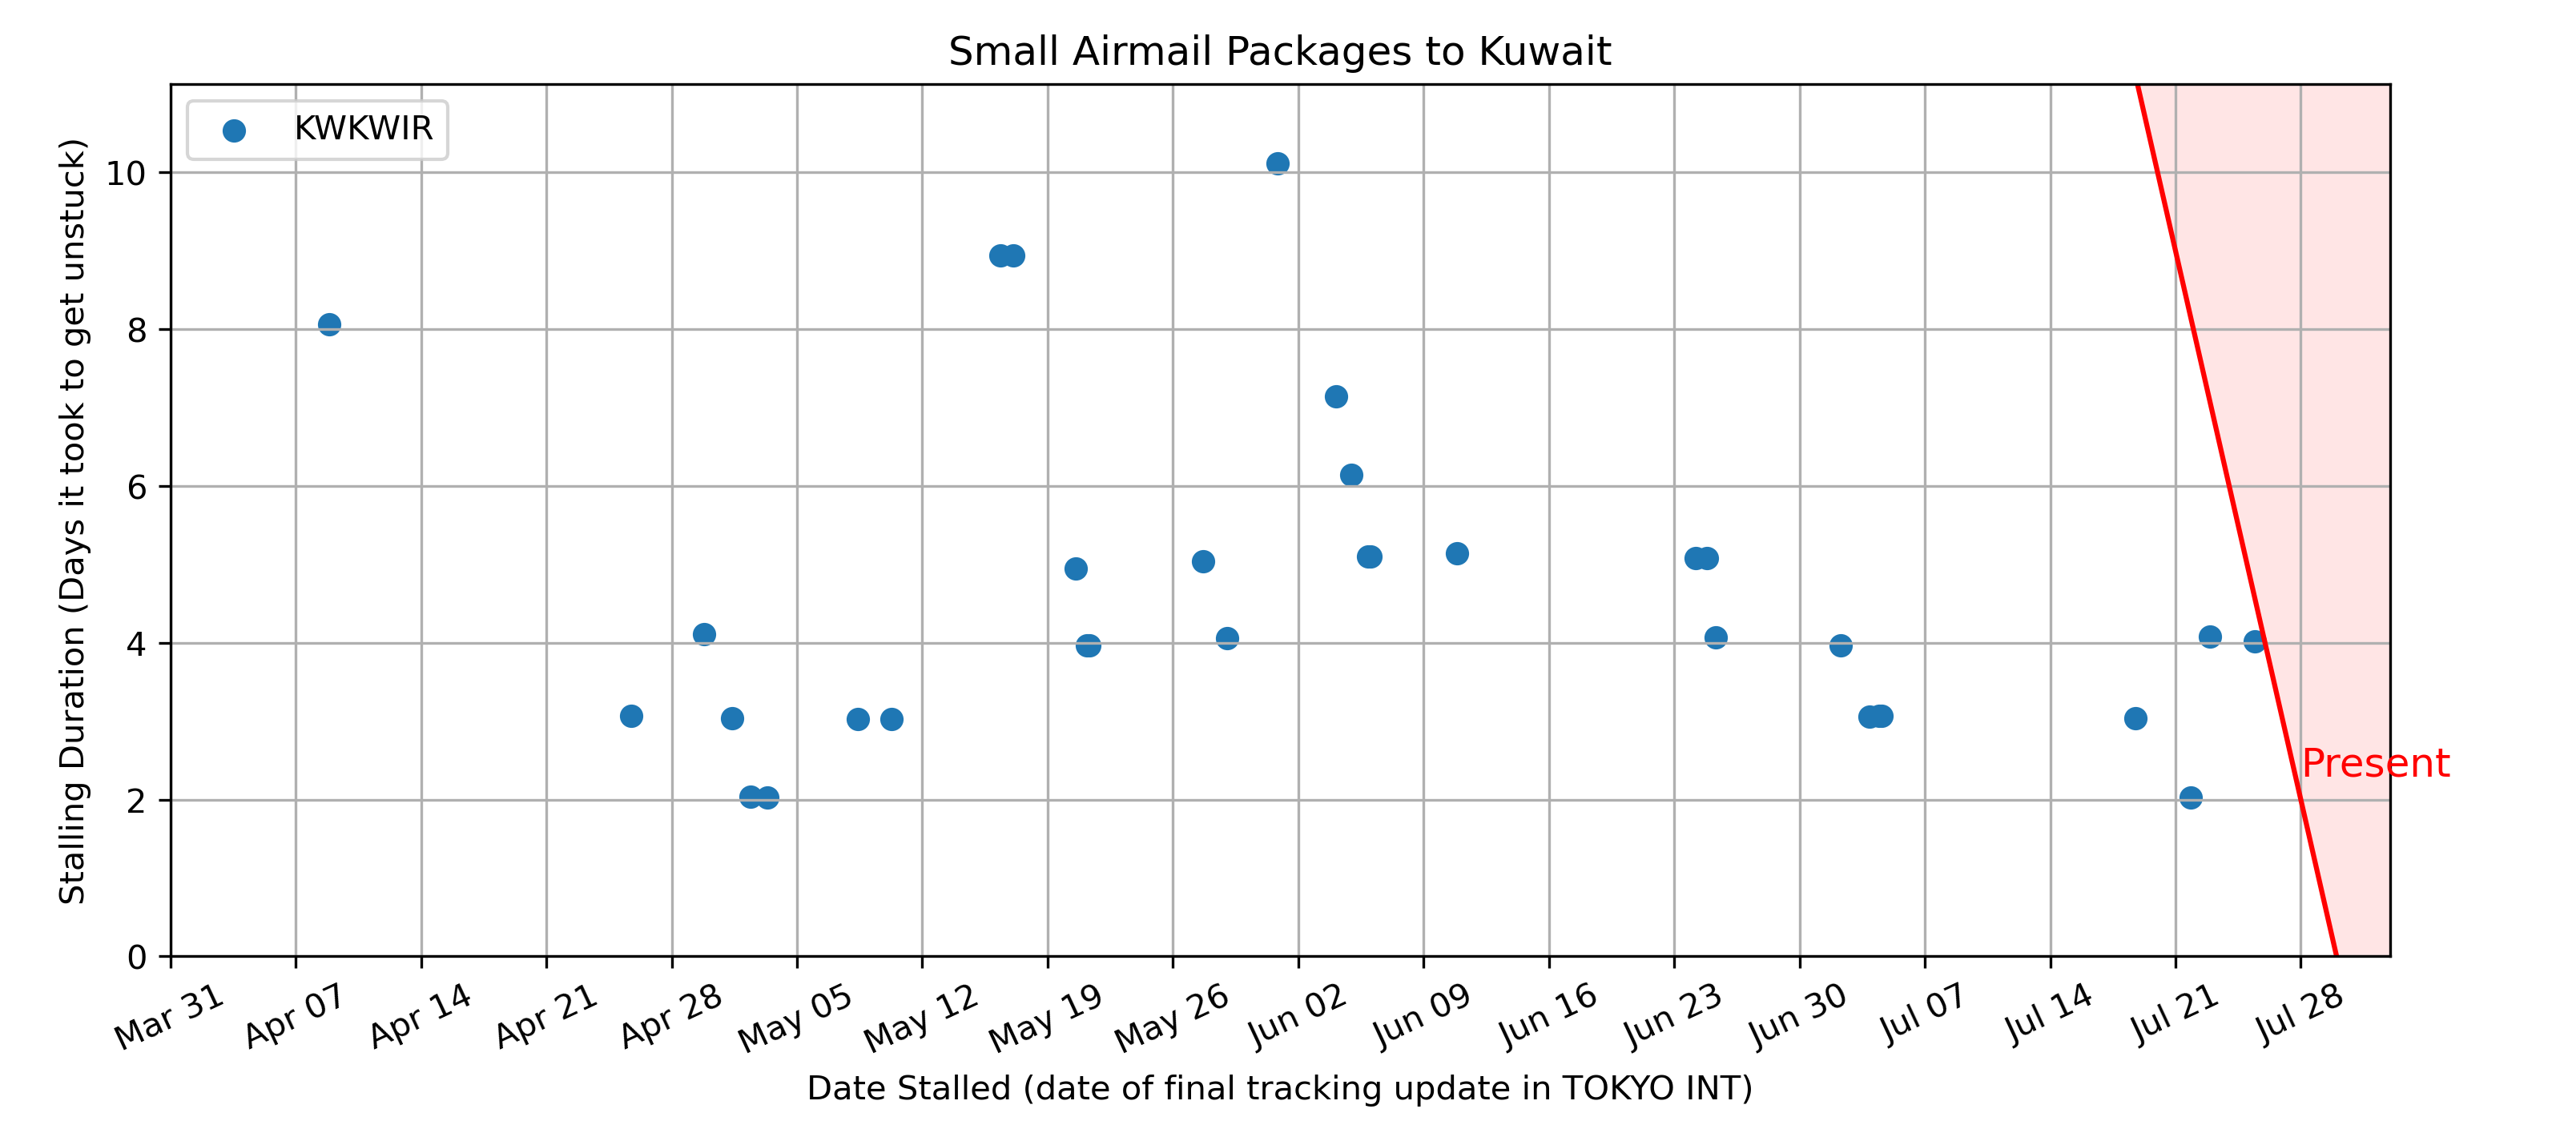 Small Airmail Packages to Kuwait
KWKWIR
Stalling Duration (Days it took to get unstuck)
10
8
6
4
2
0
Present
Mar 31
Apr 07
Apr 14
Apr 21
Apr 28
May 05
May 12
May 19
May 26
Jun 02
Jun 09
Jun 16
Jun 23
Jun 30
Jul 07
Jul 14
Jul 21
Jul 28
Date Stalled (date of final tracking update in TOKYO INT)